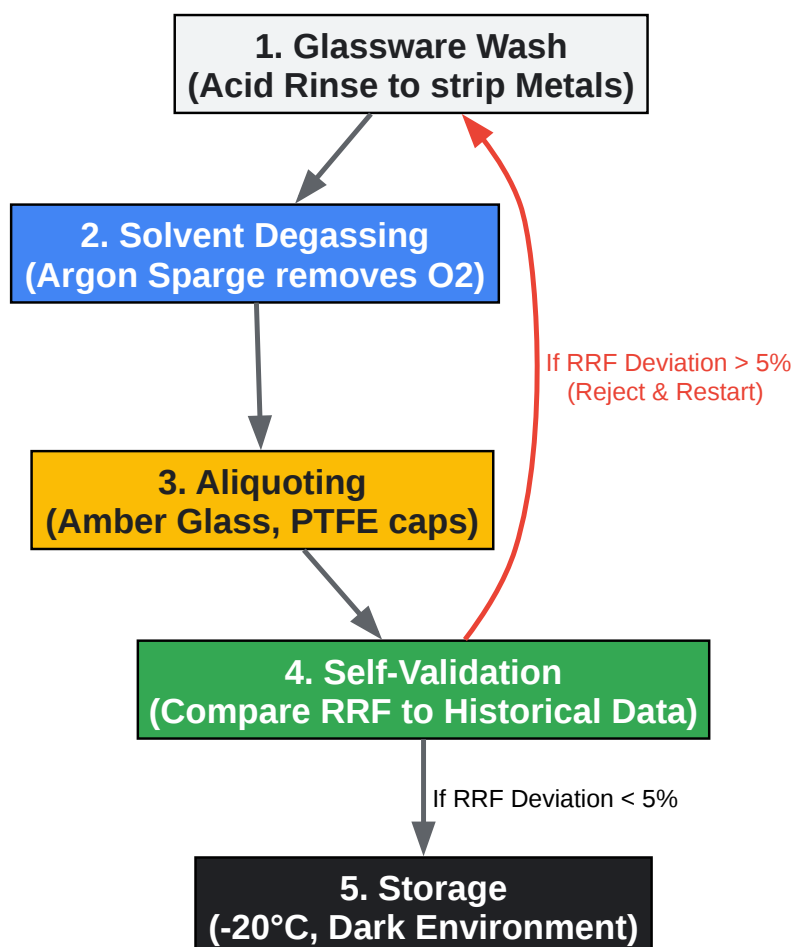 1. Glassware Wash
(Acid Rinse to strip Metals)
2. Solvent Degassing
(Argon Sparge removes O2)
If RRF Deviation > 5%
(Reject & Restart)
3. Aliquoting
(Amber Glass, PTFE caps)
4. Self-Validation
(Compare RRF to Historical Data)
If RRF Deviation < 5%
5. Storage
(-20°C, Dark Environment)